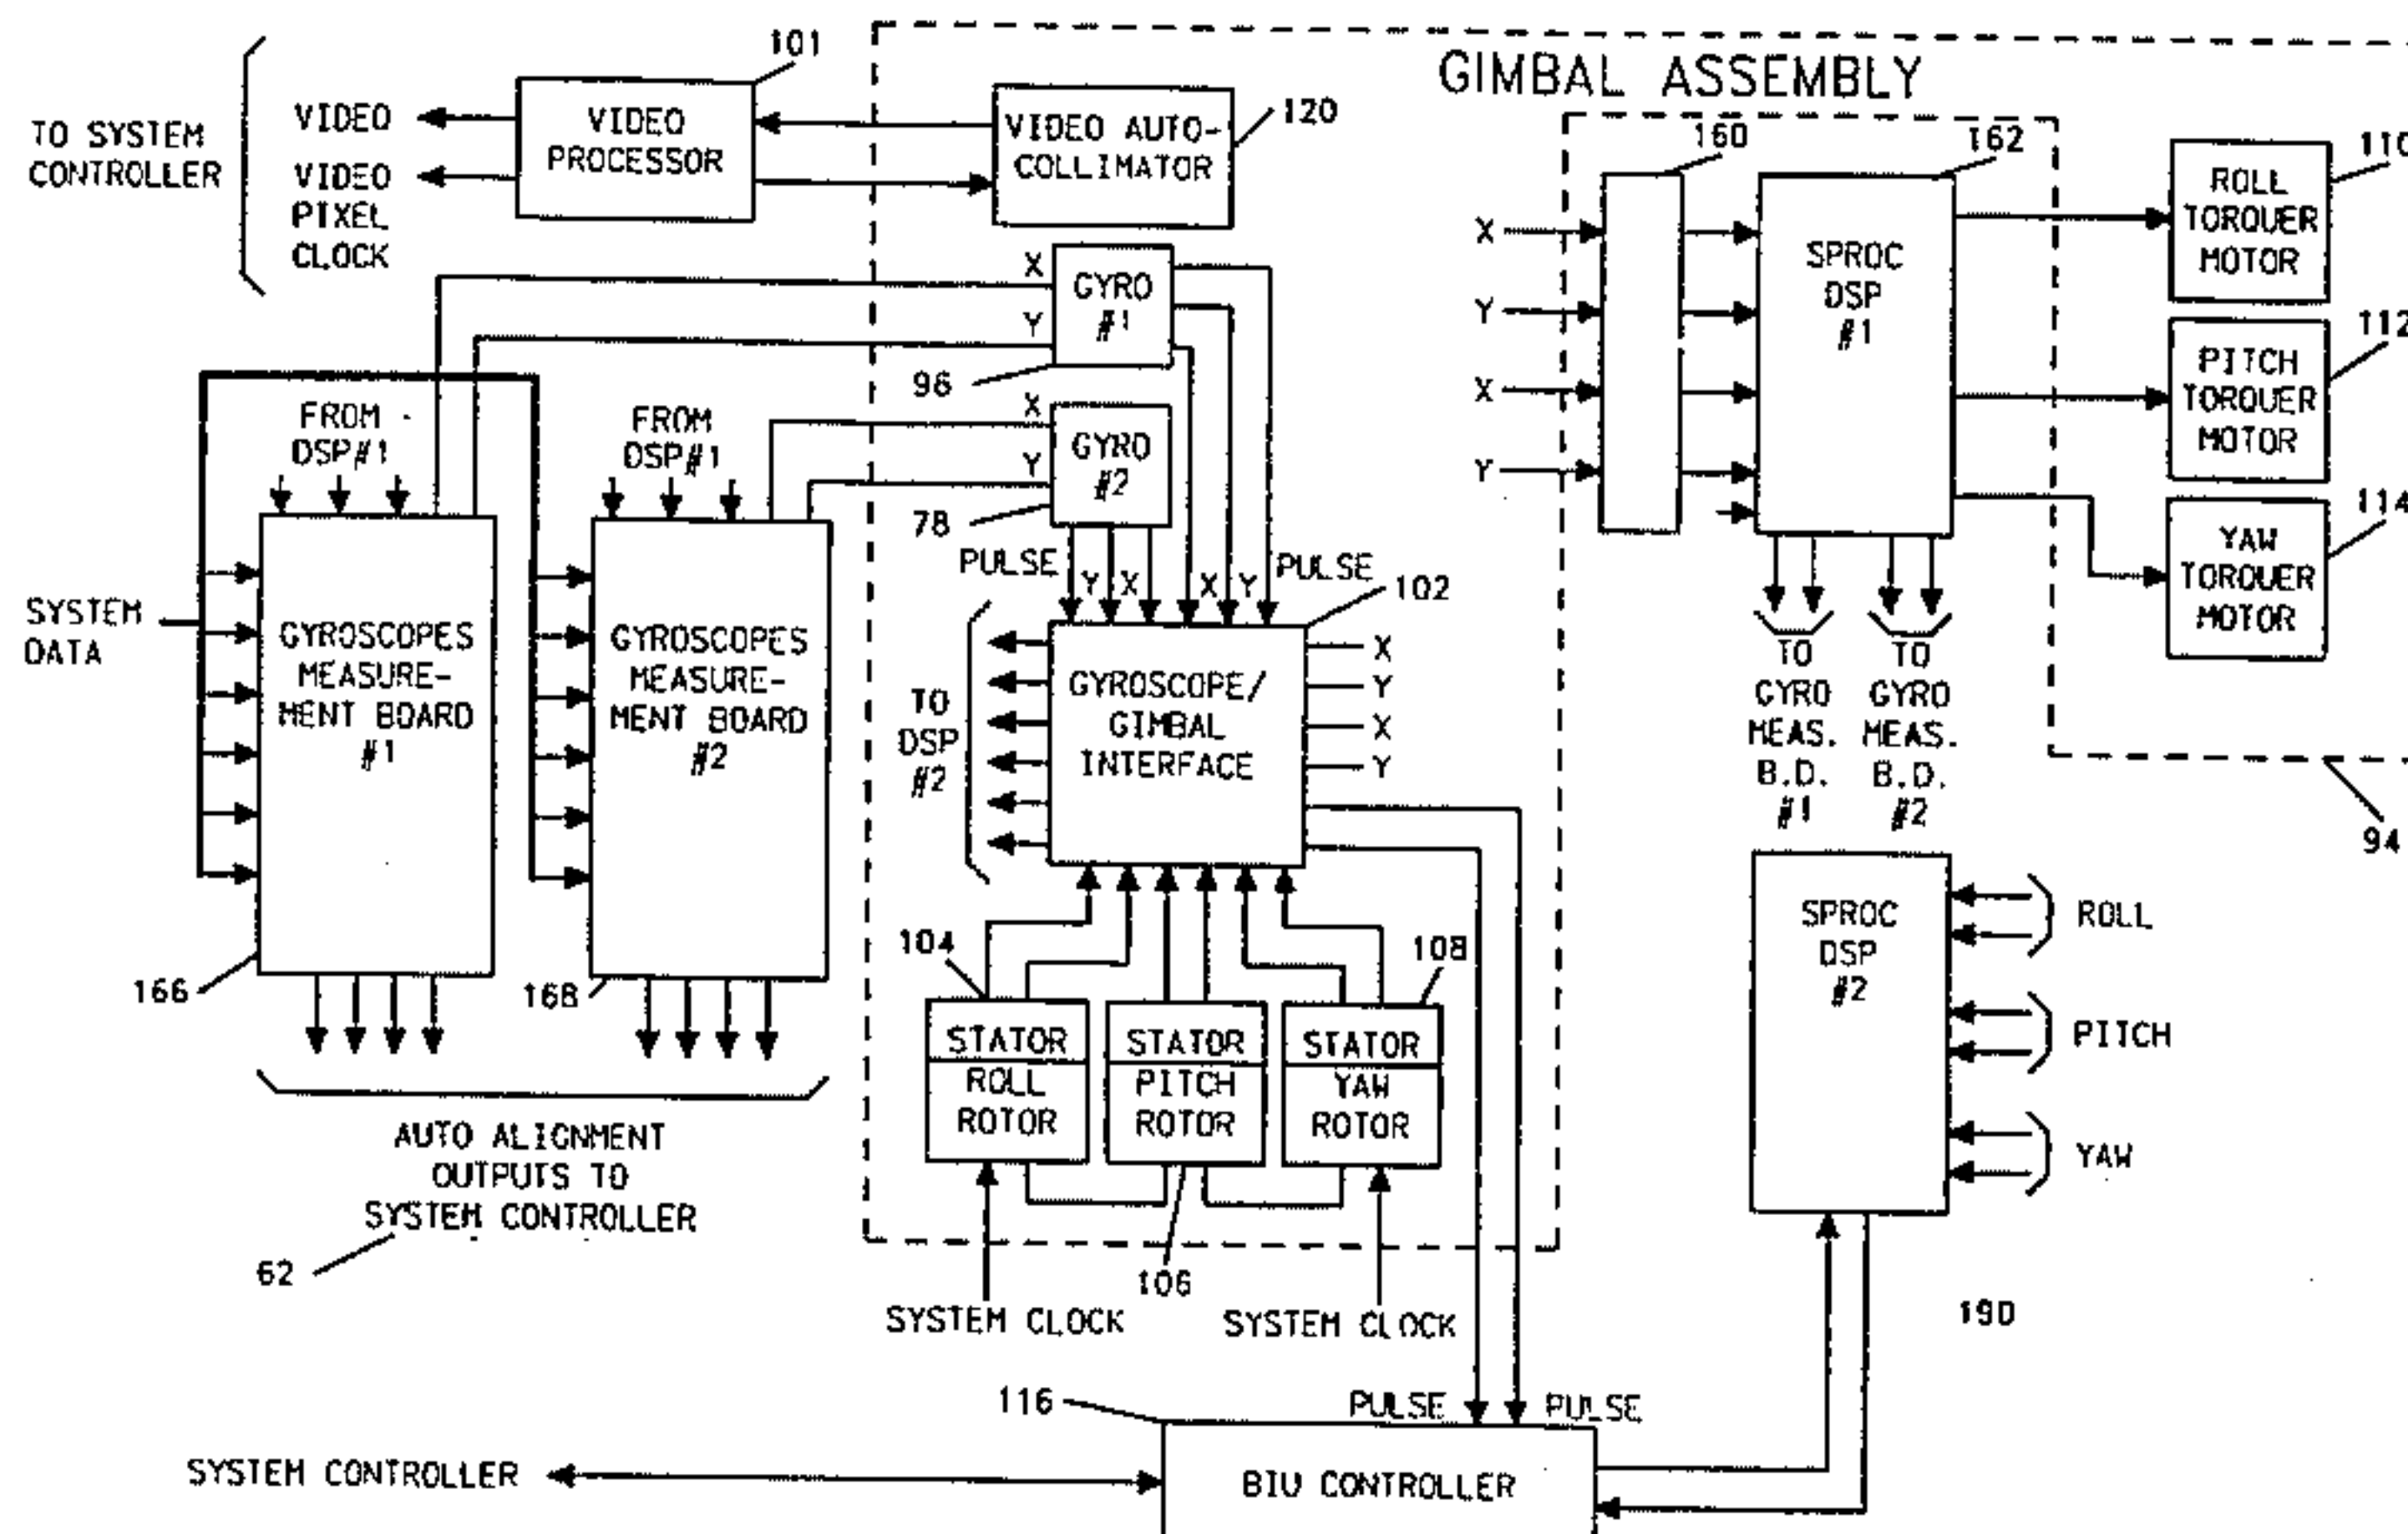 GIMBAL ASSEMBLY
TO SYSTEM
CONTROLLER
VIDEO
VIDEO
PIXEL
CLOCK
101
VIDEO
PROCESSOR
VIDEO AUTO-
COLLIMATOR
120
X
Y
GYRO
#1
96
X
Y
GYRO
#2
78
FROM
DSP#1
FROM
DSP#1
SYSTEM
DATA
GYROSCOPES
MEASURE-
MENT BOARD
#1
GYROSCOPES
MEASURE-
MENT BOARD
#2
166
168
AUTO ALIGNMENT
OUTPUTS TO
SYSTEM CONTROLLER
62
PULSE
Y
X
X
Y
PULSE
102
TO
DSP
#2
GYROSCOPE/
GIMBAL
INTERFACE
X
Y
X
Y
104
108
STATOR
ROLL
ROTOR
STATOR
PITCH
ROTOR
STATOR
YAW
ROTOR
106
SYSTEM CLOCK
SYSTEM CLOCK
160
162
X
Y
X
Y
SPROC
DSP
#1
110
ROLL
TORQUER
MOTOR
112
PITCH
TORQUER
MOTOR
114
YAW
TORQUER
MOTOR
TO
GYRO
MEAS.
B.D.
#1
TO
GYRO
MEAS.
B.D.
#2
94
SPROC
DSP
#2
ROLL
PITCH
YAW
190
116
PULSE
PULSE
SYSTEM CONTROLLER
BIU CONTROLLER